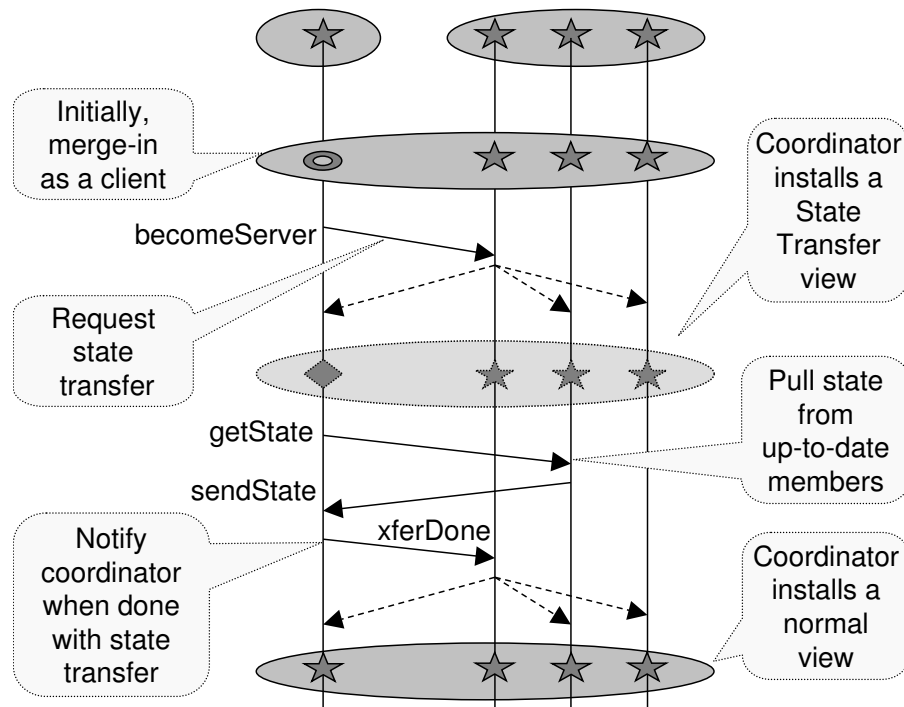 Initially,
merge-in
as a client
Coordinator
installs a
State
Transfer
view
becomeServer
Request
state
transfer
Pull state
from
up-to-date
members
getState
sendState
xferDone
Notify
coordinator
when done
with state
transfer
Coordinator
installs a
normal
view